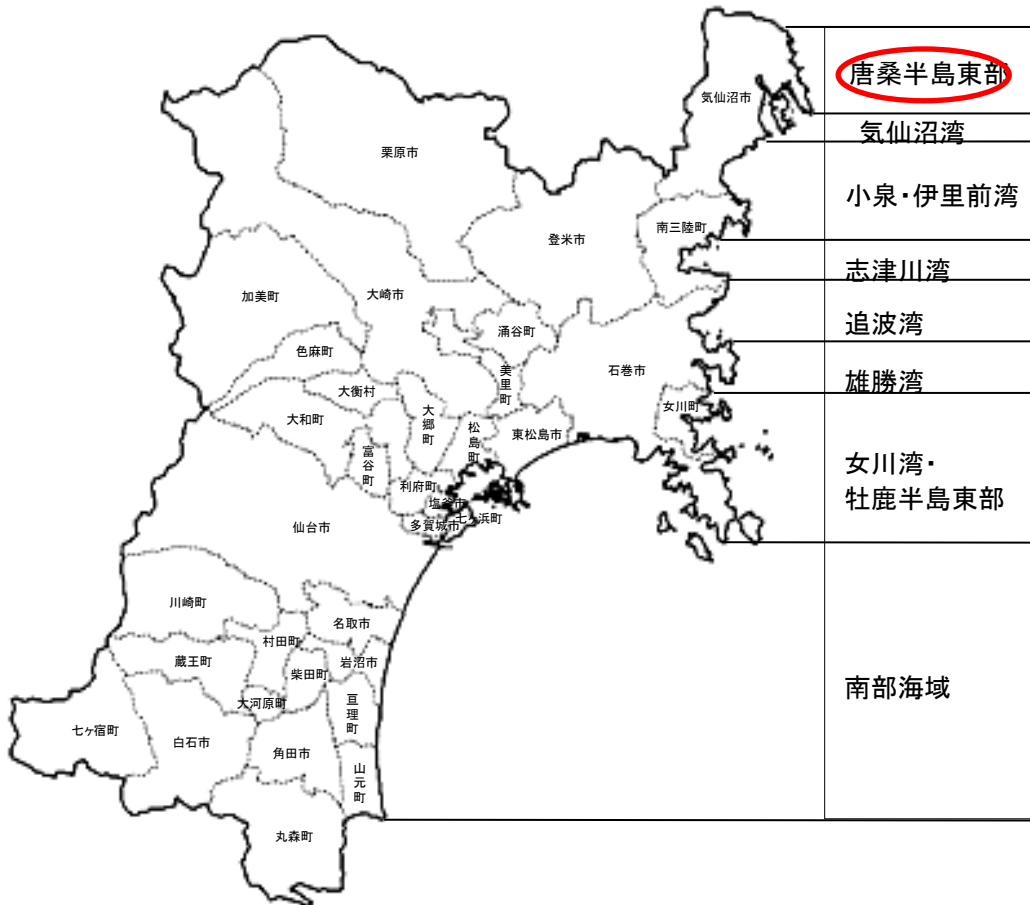 唐桑半島東部
気仙沼湾
小泉・伊里前湾
志津川湾
追波湾
雄勝湾
女川湾・
牡鹿半島東部
南部海域
気仙沼市
栗原市
南三陸町
登米市
大崎市
加美町
涌谷町
色麻町
美里町
石巻市
大衡村
女川町
大和町
大郷町
松島町
東松島市
富谷町
利府町
塩釜市
七ヶ浜町
多賀城市
仙台市
川崎町
名取市
村田町
岩沼市
蔵王町
柴田町
大河原町
亘理町
七ヶ宿町
白石市
角田市
山元町
丸森町